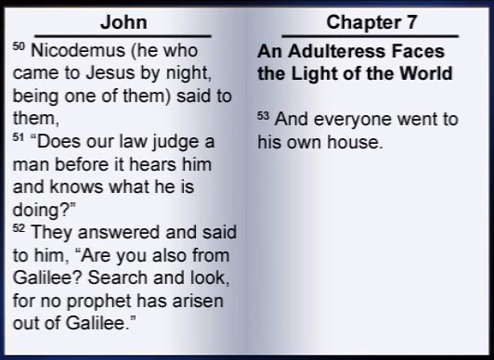 John
⁵⁰ Nicodemus (he who
came to Jesus by night,
being one of them) said to
them,
⁵¹ “Does our law judge a
man before it hears him
and knows what he is
doing?”
⁵² They answered and said
to him, “Are you also from
Galilee? Search and look,
for no prophet has arisen
out of Galilee.”
Chapter 7
An Adulteress Faces
the Light of the World
⁵³ And everyone went to
his own house.